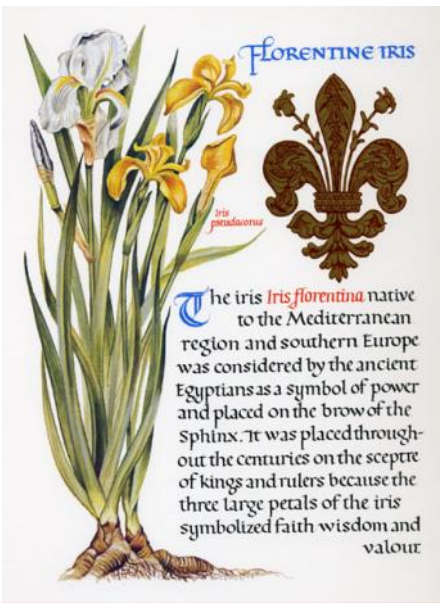 FLORENTINE IRIS
Iris
pseudacorus
The iris Iris florentina native
to the Mediterranean
region and southern Europe
was considered by the ancient
Egyptians as a symbol of power
and placed on the brow of the
Sphinx. It was placed through-
out the centuries on the sceptre
of kings and rulers because the
three large petals of the iris
symbolized faith wisdom and
valour